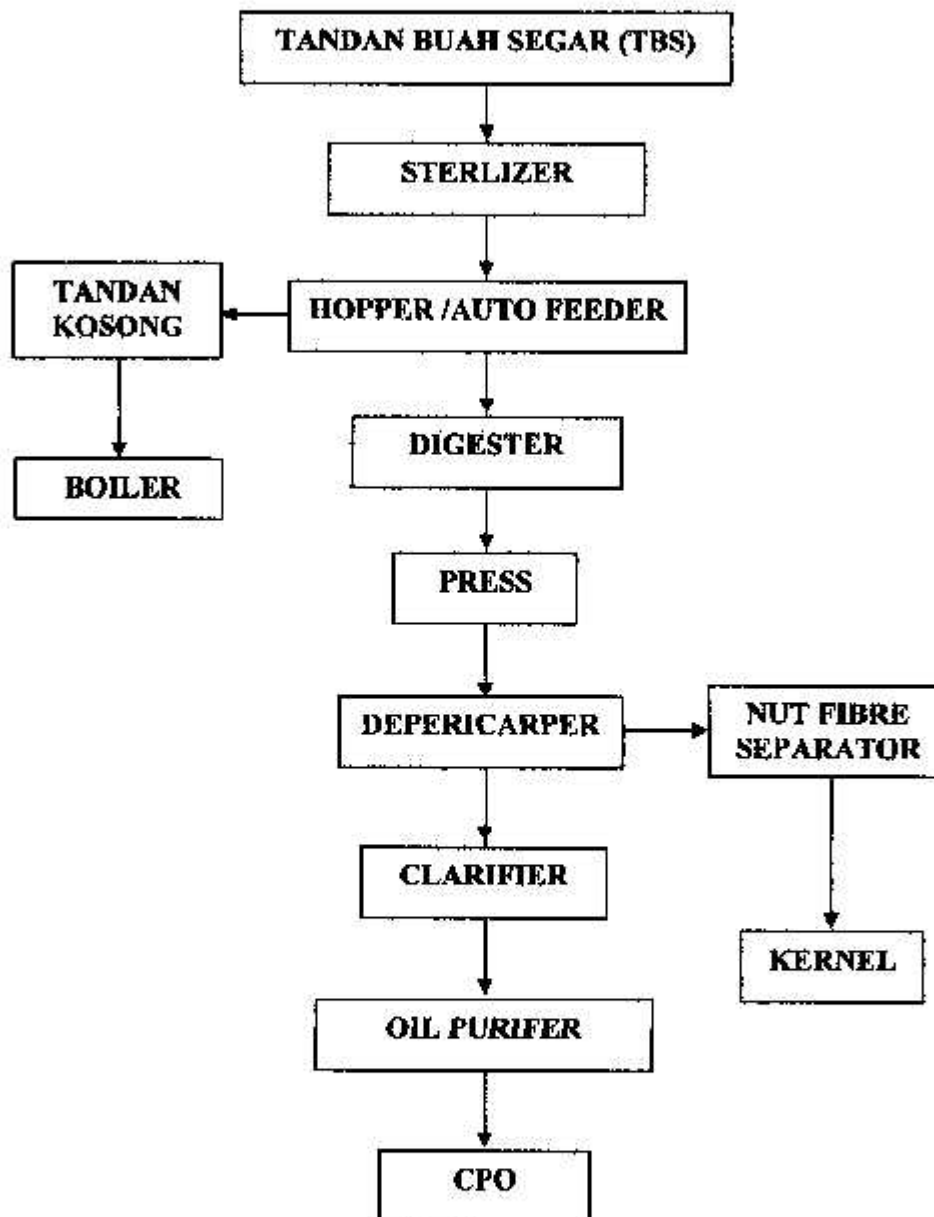 TANDAN BUAH SEGAR (TBS)
STERLIZER
TANDAN
KOSONG
HOPPER /AUTO FEEDER
DIGESTER
BOILER
PRESS
DEPERICARPER
NUT FIBRE
SEPARATOR
CLARIFIER
KERNEL
OIL PURIFER
CPO